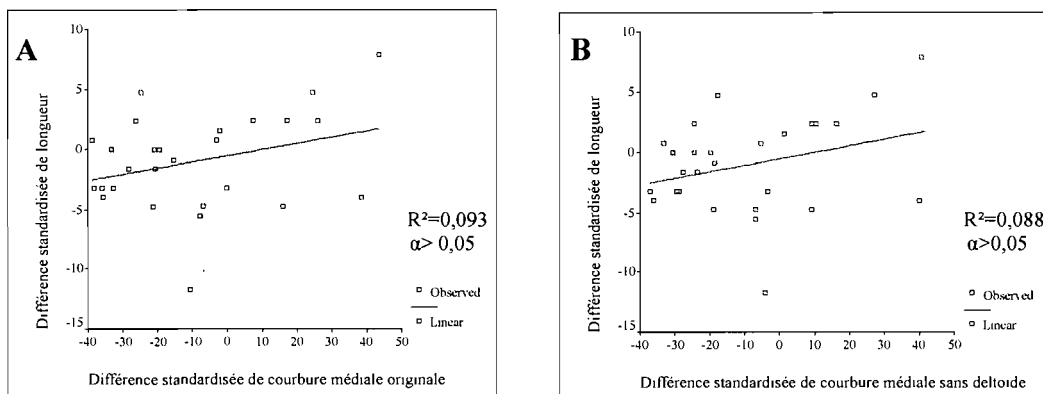 A
Différence standardisée de longueur
10
5
0
-5
-10
-15
-40 -30 -20 -10 0 10 20 30 40 50
R²=0,093
α> 0,05
Observed
Linear
Différence standardisée de courbure médiale originale
B
Différence standardisée de longueur
10
5
0
-5
-10
-15
-40 -30 -20 -10 0 10 20 30 40 50
R²=0,088
α>0,05
Observed
Linear
Différence standardisée de courbure médiale sans deltoide